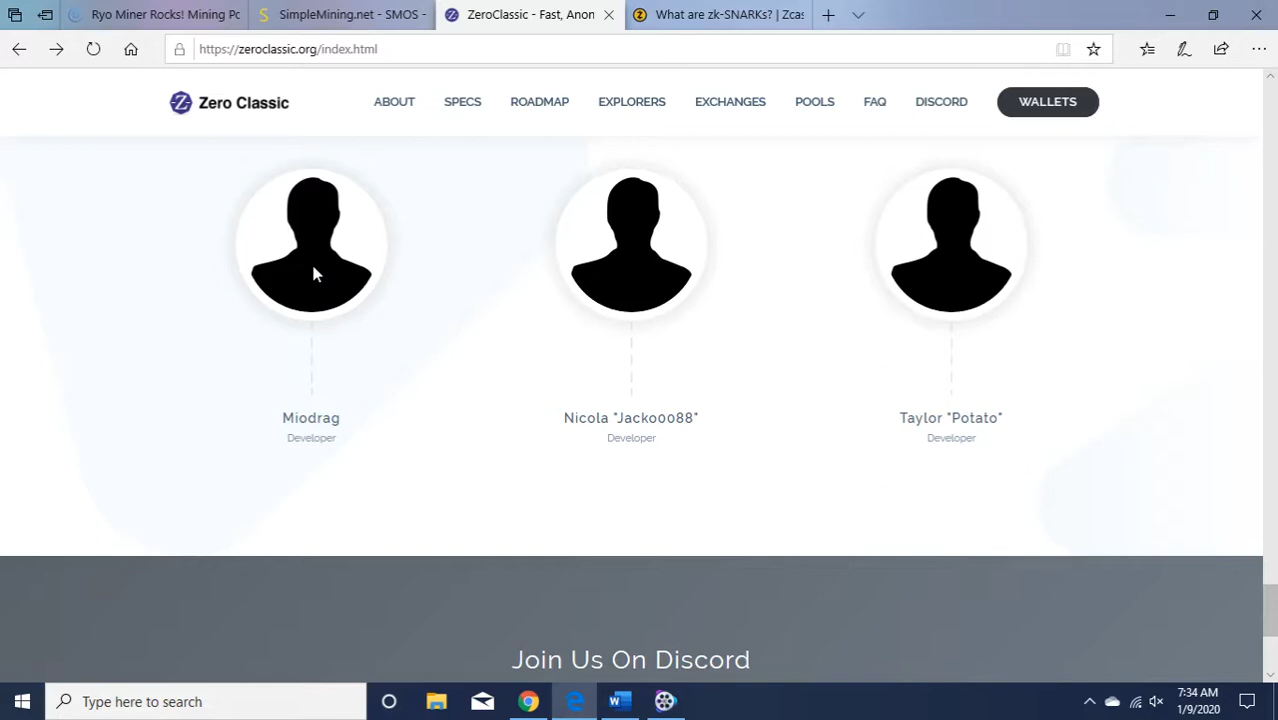 Ryo Miner Rocks! Mining Po
SimpleMining.net - SMOS -
ZeroClassic - Fast, Anon
What are zk-SNARKs? | Zcas
https://zeroclassic.org/index.html
Zero Classic
ABOUT
SPECS
ROADMAP
EXPLORERS
EXCHANGES
POOLS
FAQ
DISCORD
WALLETS
Miodrag
Developer
Nicola "Jacko0088"
Developer
Taylor "Potato"
Developer
Join Us On Discord
Type here to search
7:34 AM
1/9/2020